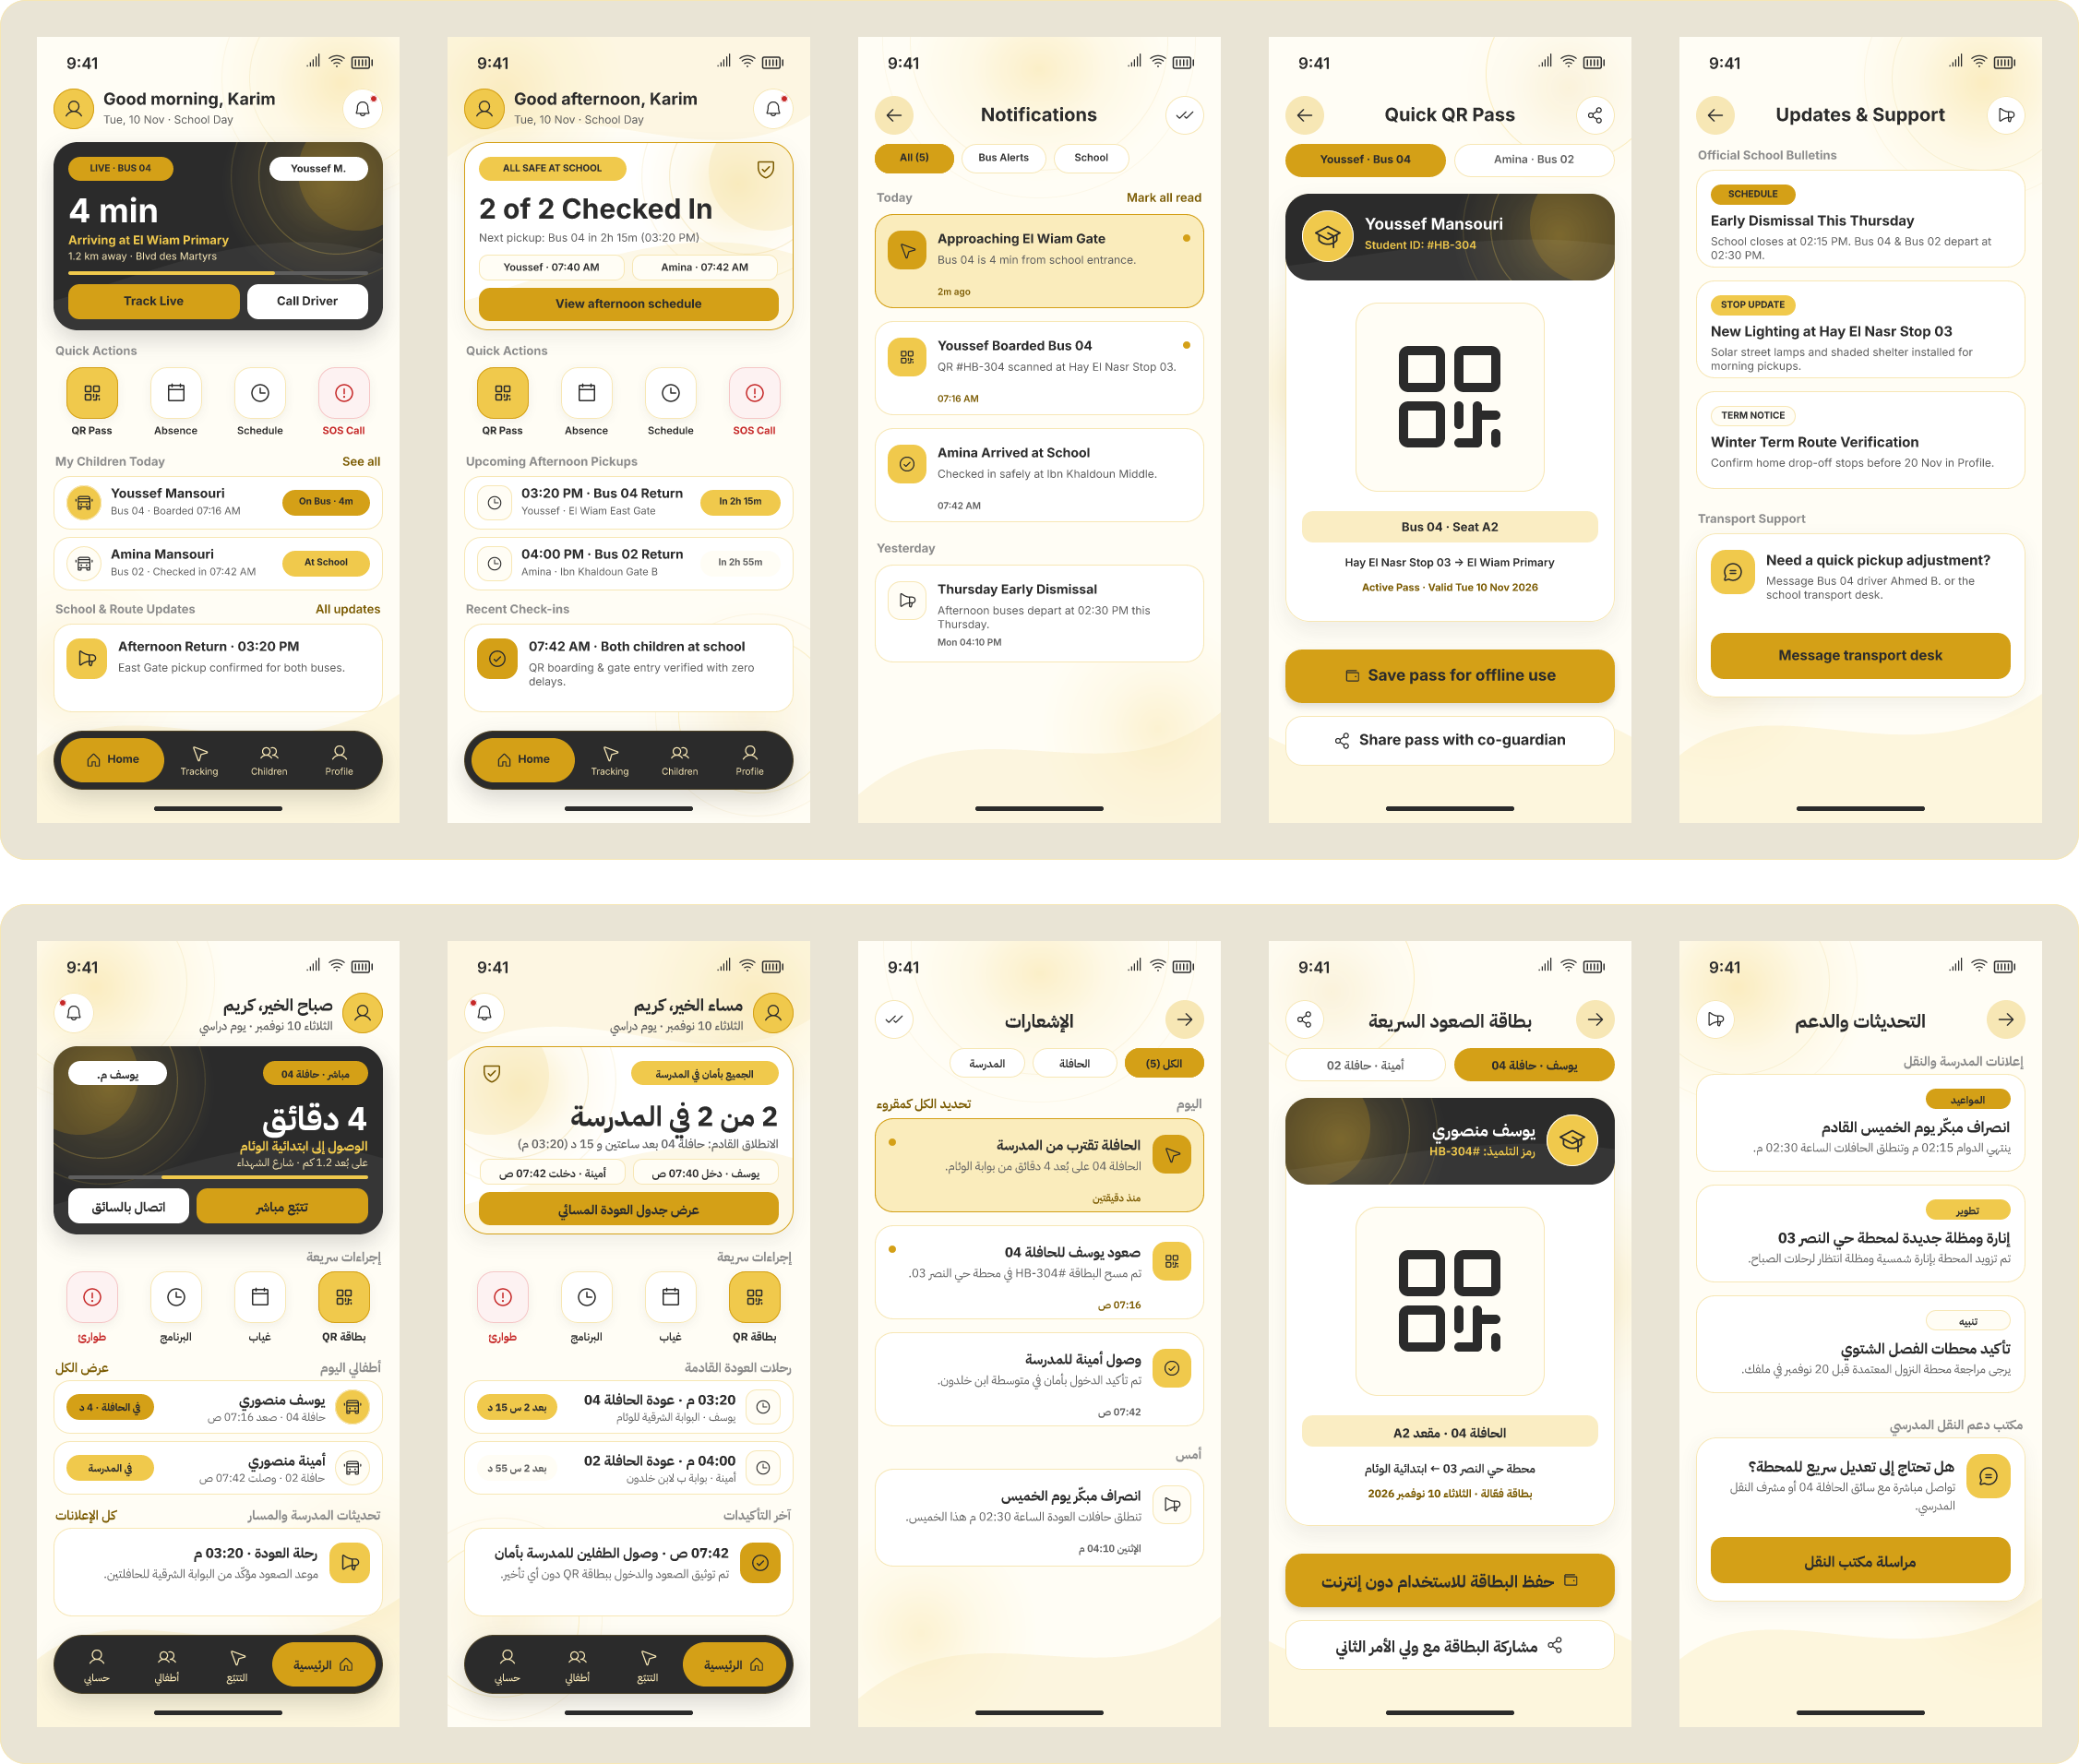 9:41
Good morning, Karim
Tue, 10 Nov · School Day
LIVE · BUS 04
Youssef M.
4 min
Arriving at El Wiam Primary
1.2 km away · Blvd des Martyrs
Track Live
Call Driver
Quick Actions
QR Pass
Absence
Schedule
SOS Call
My Children Today
See all
Youssef Mansouri
Bus 04 · Boarded 07:16 AM
On Bus · 4m
Amina Mansouri
Bus 02 · Checked in 07:42 AM
At School
School & Route Updates
All updates
Afternoon Return · 03:20 PM
East Gate pickup confirmed for both buses.
Home
Tracking
Children
Profile
9:41
Good afternoon, Karim
Tue, 10 Nov · School Day
ALL SAFE AT SCHOOL
2 of 2 Checked In
Next pickup: Bus 04 in 2h 15m (03:20 PM)
Youssef · 07:40 AM
Amina · 07:42 AM
View afternoon schedule
Quick Actions
QR Pass
Absence
Schedule
SOS Call
Upcoming Afternoon Pickups
03:20 PM · Bus 04 Return
Youssef · El Wiam East Gate
In 2h 15m
04:00 PM · Bus 02 Return
Amina · Ibn Khaldoun Gate B
In 2h 55m
Recent Check-ins
07:42 AM · Both children at school
QR boarding & gate entry verified with zero
delays.
Home
Tracking
Children
Profile
9:41
Notifications
All (5)
Bus Alerts
School
Today
Mark all read
Approaching El Wiam Gate
Bus 04 is 4 min from school entrance.
2m ago
Youssef Boarded Bus 04
QR #HB-304 scanned at Hay El Nasr Stop 03.
07:16 AM
Amina Arrived at School
Checked in safely at Ibn Khaldoun Middle.
07:42 AM
Yesterday
Thursday Early Dismissal
Afternoon buses depart at 02:30 PM this
Thursday.
Mon 04:10 PM
9:41
Quick QR Pass
Youssef · Bus 04
Amina · Bus 02
Youssef Mansouri
Student ID: #HB-304
Bus 04 · Seat A2
Hay El Nasr Stop 03 → El Wiam Primary
Active Pass · Valid Tue 10 Nov 2026
Save pass for offline use
Share pass with co-guardian
9:41
Updates & Support
Official School Bulletins
SCHEDULE
Early Dismissal This Thursday
School closes at 02:15 PM. Bus 04 & Bus 02 depart at
02:30 PM.
STOP UPDATE
New Lighting at Hay El Nasr Stop 03
Solar street lamps and shaded shelter installed for
morning pickups.
TERM NOTICE
Winter Term Route Verification
Confirm home drop-off stops before 20 Nov in Profile.
Transport Support
Need a quick pickup adjustment?
Message Bus 04 driver Ahmed B. or the
school transport desk.
Message transport desk
9:41
صباح الخير، كريم
الثلاثاء 10 نوفمبر · يوم دراسي
مباشر · حافلة 04
يوسف م.
4 دقائق
الوصول إلى ابتدائية الوئام
على بُعد 1.2 كم · شارع الشهداء
تتبّع مباشر
اتصال بالسائق
إجراءات سريعة
بطاقة QR
غياب
البرنامج
طوارئ
أطفالي اليوم
عرض الكل
يوسف منصوري
حافلة 04 · صعد 07:16 ص
في الحافلة · 4 د
أمينة منصوري
حافلة 02 · وصلت 07:42 ص
في المدرسة
تحديثات المدرسة والمسار
كل الإعلانات
رحلة العودة · 03:20 م
موعد الصعود مؤكّد من البوابة الشرقية للحافلتين.
الرئيسية
التتبّع
أطفالي
حسابي
9:41
مساء الخير، كريم
الثلاثاء 10 نوفمبر · يوم دراسي
الجميع بأمان في المدرسة
2 من 2 في المدرسة
الانطلاق القادم: حافلة 04 بعد ساعتين و 15 د (03:20 م)
يوسف · دخل 07:40 ص
أمينة · دخلت 07:42 ص
عرض جدول العودة المسائي
إجراءات سريعة
بطاقة QR
غياب
البرنامج
طوارئ
رحلات العودة القادمة
03:20 م · عودة الحافلة 04
يوسف · البوابة الشرقية للوئام
بعد 2 س 15 د
04:00 م · عودة الحافلة 02
أمينة · بوابة ب لابن خلدون
بعد 2 س 55 د
آخر التأكيدات
07:42 ص · وصول الطفلين للمدرسة بأمان
تم توثيق الصعود والدخول ببطاقة QR دون أي تأخير.
الرئيسية
التتبّع
أطفالي
حسابي
9:41
الإشعارات
الكل (5)
الحافلة
المدرسة
اليوم
تحديد الكل كمقروء
الحافلة تقترب من المدرسة
الحافلة 04 على بُعد 4 دقائق من بوابة الوئام.
منذ دقيقتين
صعود يوسف للحافلة 04
تم مسح البطاقة #HB-304 في محطة حي النصر 03.
07:16 ص
وصول أمينة للمدرسة
تم تأكيد الدخول بأمان في متوسطة ابن خلدون.
07:42 ص
أمس
انصراف مبكّر يوم الخميس
تنطلق حافلات العودة الساعة 02:30 م هذا الخميس.
الإثنين 04:10 م
9:41
بطاقة الصعود السريعة
يوسف · حافلة 04
أمينة · حافلة 02
يوسف منصوري
رمز التلميذ: #HB-304
الحافلة 04 · مقعد A2
محطة حي النصر 03 ← ابتدائية الوئام
بطاقة فعّالة · الثلاثاء 10 نوفمبر 2026
حفظ البطاقة للاستخدام دون إنترنت
مشاركة البطاقة مع ولي الأمر الثاني
9:41
التحديثات والدعم
إعلانات المدرسة والنقل
المواعيد
انصراف مبكّر يوم الخميس القادم
ينتهي الدوام 02:15 م وتنطلق الحافلات الساعة 02:30 م.
تطوير
إنارة ومظلة جديدة لمحطة حي النصر 03
تم تزويد المحطة بإنارة شمسية ومظلة انتظار لرحلات الصباح.
تنبيه
تأكيد محطات الفصل الشتوي
يرجى مراجعة محطة النزول المعتمدة قبل 20 نوفمبر في ملفك.
مكتب دعم النقل المدرسي
هل تحتاج إلى تعديل سريع للمحطة؟
تواصل مباشرة مع سائق الحافلة 04 أو مشرف النقل
المدرسي.
مراسلة مكتب النقل